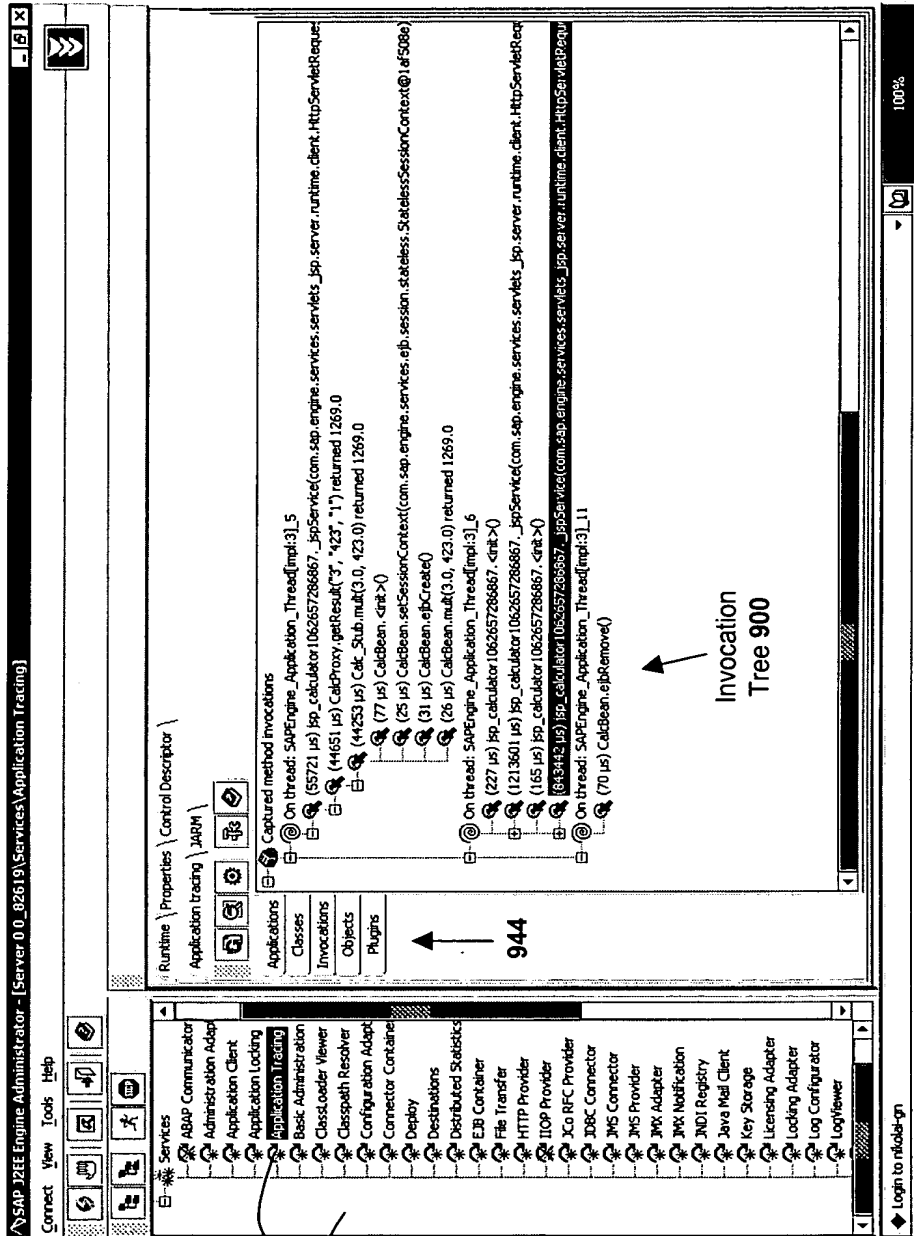 SAP J2EE Engine Administrator - [Server 0 0_82619\Services\Application Tracing]
Connect View Tools Help
Services
ABAP Communicator
Administration Adap
Application Client
Application Locking
Application Tracing
Basic Administration
ClassLoader Viewer
Classpath Resolver
Configuration Adapt
Connector Container
Deploy
Destinations
Distributed Statistics
EJB Container
File Transfer
HTTP Provider
IIOP Provider
JCo RFC Provider
JDBC Connector
JMS Connector
JMS Provider
JMX Adapter
JMX Notification
JNDI Registry
Java Mail Client
Key Storage
Licensing Adapter
Locking Adapter
Log Configurator
LogViewer
Runtime Properties Control Descriptor
Application tracing JARM
Applications
Classes
Invocations
Objects
Plugins
944
Captured method invocations
On thread: SAPEngine_Application_Thread[impl:3]_5
(55721 µs) jsp_calculator1062657286867._jspService(com.sap.engine.services.servlets_jsp.server.runtime.client.HttpServletReques
(44651 µs) CalcProxy.getResult("3", "423", "1") returned 1269.0
(44253 µs) Calc_Stub.mult(3.0, 423.0) returned 1269.0
(77 µs) CalcBean.<init>()
(25 µs) CalcBean.setSessionContext(com.sap.engine.services.ejb.session.stateless.StatelessSessionContext@1af508e)
(31 µs) CalcBean.ejbCreate()
(26 µs) CalcBean.mult(3.0, 423.0) returned 1269.0
On thread: SAPEngine_Application_Thread[impl:3]_6
(227 µs) jsp_calculator1062657286867.<init>()
(1213601 µs) jsp_calculator1062657286867._jspService(com.sap.engine.services.servlets_jsp.server.runtime.client.HttpServletReq
(165 µs) jsp_calculator1062657286867.<init>()
(843442 µs) jsp_calculator1062657286867._jspService(com.sap.engine.services.servlets_jsp.server.runtime.client.HttpServletReque
On thread: SAPEngine_Application_Thread[impl:3]_11
(70 µs) CalcBean.ejbRemove()
Invocation
Tree 900
Login to nikolai-gn
100%